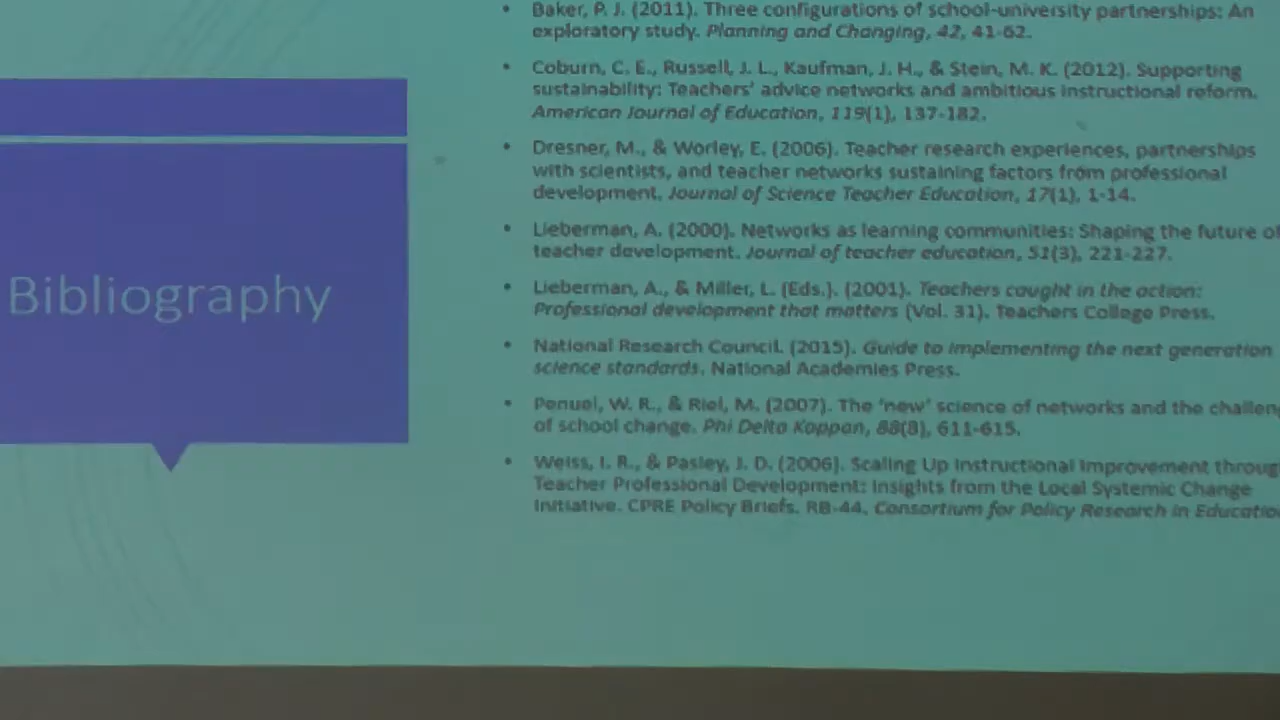 Baker, P. J. (2011). Three configurations of school-university partnerships: An
exploratory study. Planning and Changing, 42, 41-62.
Coburn, C. E., Russell, J. L., Kaufman, J. H., & Stein, M. K. (2012). Supporting
sustainability: Teachers' advice networks and ambitious instructional reform.
American Journal of Education, 119(1), 137-182.
Dresner, M., & Worley, E. (2006). Teacher research experiences, partnerships
with scientists, and teacher networks sustaining factors from professional
development. Journal of Science Teacher Education, 17(1), 1-14.
Lieberman, A. (2000). Networks as learning communities: Shaping the future of
teacher development. Journal of teacher education, 51(3), 221-227.
Lieberman, A., & Miller, L. (Eds.). (2001). Teachers caught in the action:
Professional development that matters (Vol. 31). Teachers College Press.
National Research Council. (2015). Guide to implementing the next generation
science standards. National Academies Press.
Penuel, W. R., & Riel, M. (2007). The 'new' science of networks and the challen
of school change. Phi Delta Kappan, 88(8), 611-615.
Weiss, I. R., & Pasley, J. D. (2006). Scaling Up Instructional Improvement throug
Teacher Professional Development: Insights from the Local Systemic Change
Initiative. CPRE Policy Briefs. RB-44. Consortium for Policy Research in Educatio
Bibliography